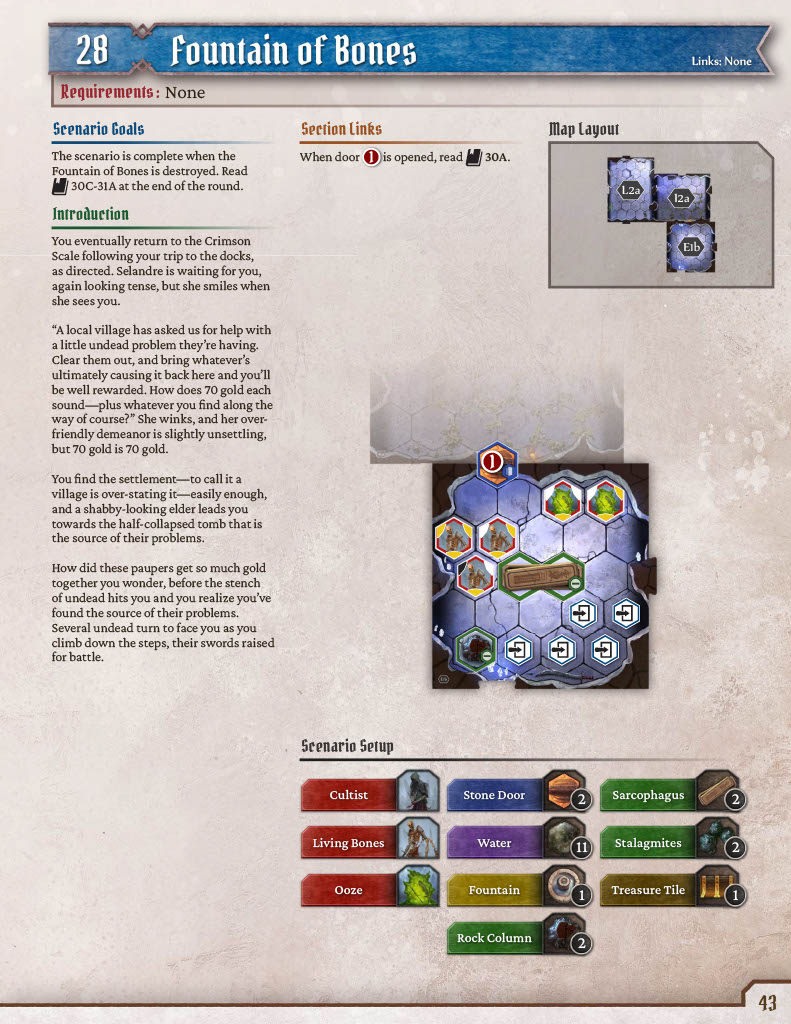 28
Fountain of Bones
Links: None
Requirements: None
Scenario Goals
The scenario is complete when the
Fountain of Bones is destroyed. Read
30C-31A at the end of the round.
Introduction
You eventually return to the Crimson
Scale following your trip to the docks,
as directed. Selandre is waiting for you,
again looking tense, but she smiles when
she sees you.
“A local village has asked us for help with
a little undead problem they’re having.
Clear them out, and bring whatever’s
ultimately causing it back here and you’ll
be well rewarded. How does 70 gold each
sound—plus whatever you find along the
way of course?” She winks, and her over-
friendly demeanor is slightly unsettling,
but 70 gold is 70 gold.
You find the settlement—to call it a
village is over-stating it—easily enough,
and a shabby-looking elder leads you
towards the half-collapsed tomb that is
the source of their problems.
How did these paupers get so much gold
together you wonder, before the stench
of undead hits you and you realize you’ve
found the source of their problems.
Several undead turn to face you as you
climb down the steps, their swords raised
for battle.
Section Links
When door 1 is opened, read 30A.
Map Layout
L2a
I2a
E1b
1
Scenario Setup
Cultist
Stone Door 2
Sarcophagus 2
Living Bones
Water 11
Stalagmites 2
Ooze
Fountain 1
Treasure Tile 1
Rock Column 2
43